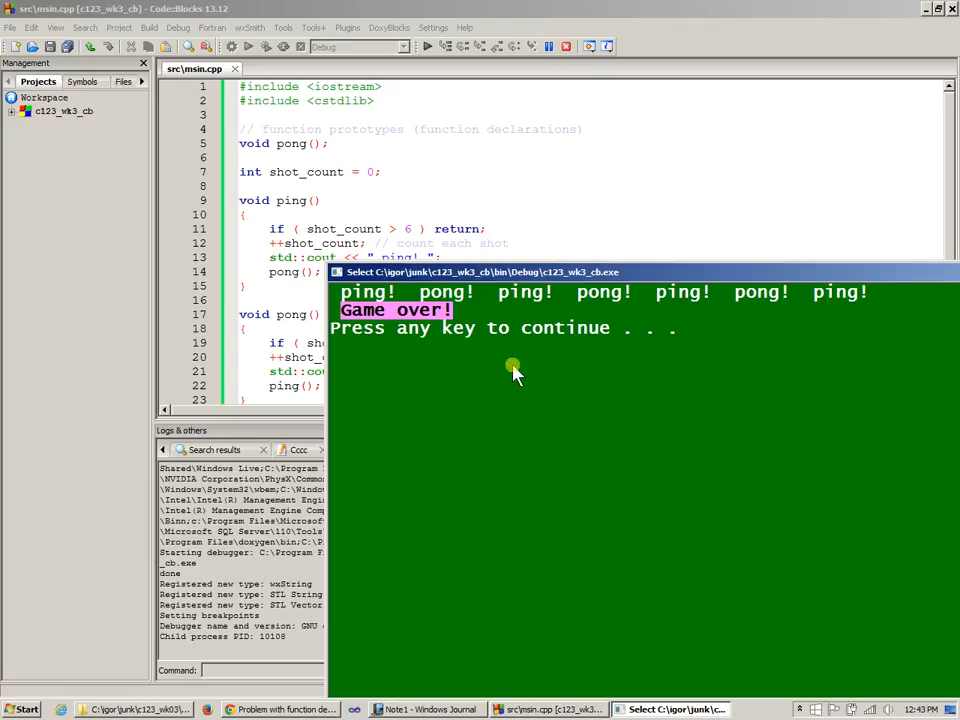 src\msin.cpp [c123_wk3_cb] - Code::Blocks 13.12
File Edit View Search Project Build Debug Fortran wxSmith Tools Tools+ Plugins DoxyBlocks Settings Help
Debug
Management
Projects Symbols Files
Workspace
c123_wk3_cb
src\msin.cpp
1 #include <iostream>
2 #include <cstdlib>
3
4 // function prototypes (function declarations)
5 void pong();
6
7 int shot_count = 0;
8
9 void ping()
10 {
11 if ( shot_count > 6 ) return;
12 ++shot_count; // count each shot
13 std::cout << " ping! ";
14 pong();
15 }
16
17 void pong()
18 {
19 if ( sh
20 ++shot_
21 std::co
22 ping();
23 }
Select C:\igor\junk\c123_wk3_cb\bin\Debug\c123_wk3_cb.exe
ping! pong! ping! pong! ping! pong! ping!
Game over!
Press any key to continue . . .
Logs & others
Search results Cccc
Shared\Windows Live;C:\Program
\NVIDIA Corporation\PhysX\Common
\Windows\System32\wbem;C:\Window
\Intel\Intel(R) Management Engin
\Intel(R) Management Engine Comp
\Binn;c:\Program Files\Microsof
\Microsoft SQL Server\110\Tools
\Program Files\doxygen\bin;C:\P
Starting debugger: C:\Program F
_cb.exe
done
Registered new type: wxString
Registered new type: STL String
Registered new type: STL Vector
Setting breakpoints
Debugger name and version: GNU
Child process PID: 10108
Command:
Start C:\igor\junk\c123_wk03\... Problem with function de... Note1 - Windows Journal src\msin.cpp [c123_wk3... Select C:\igor\junk\c... 12:43 PM